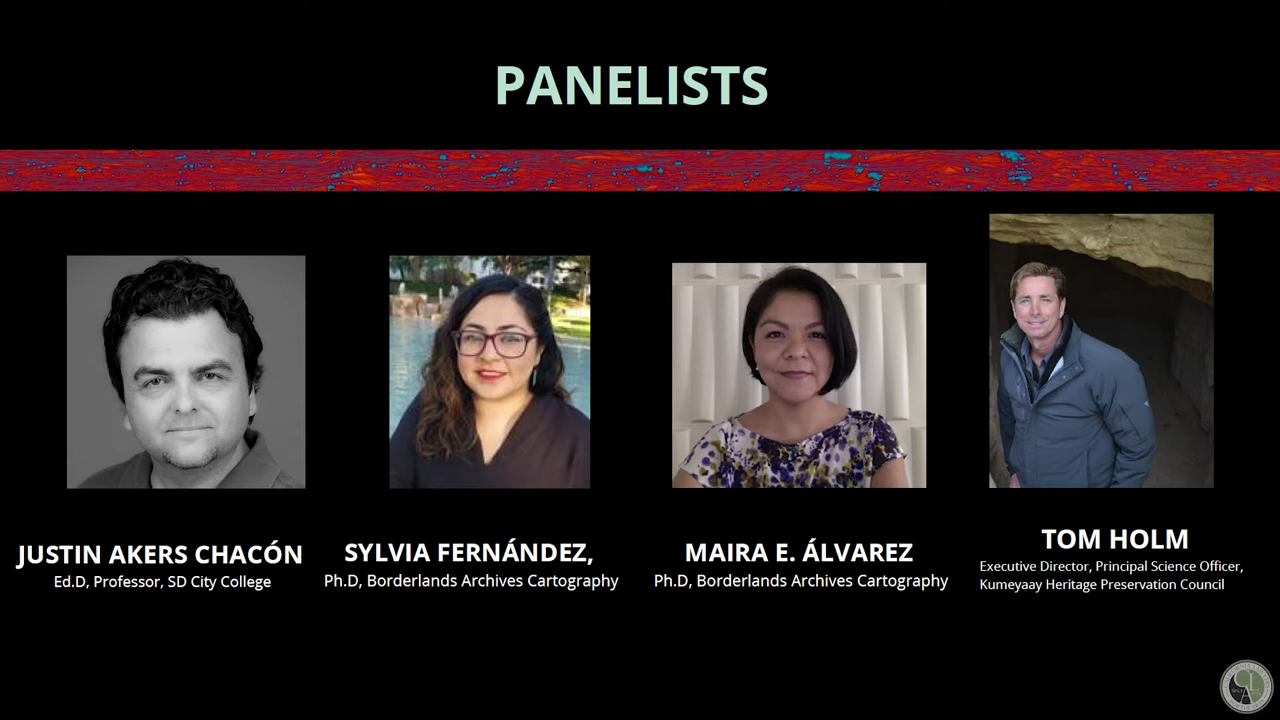 PANELISTS
JUSTIN AKERS CHACÓN
Ed.D, Professor, SD City College
SYLVIA FERNÁNDEZ,
Ph.D, Borderlands Archives Cartography
MAIRA E. ÁLVAREZ
Ph.D, Borderlands Archives Cartography
TOM HOLM
Executive Director, Principal Science Officer,
Kumeyaay Heritage Preservation Council